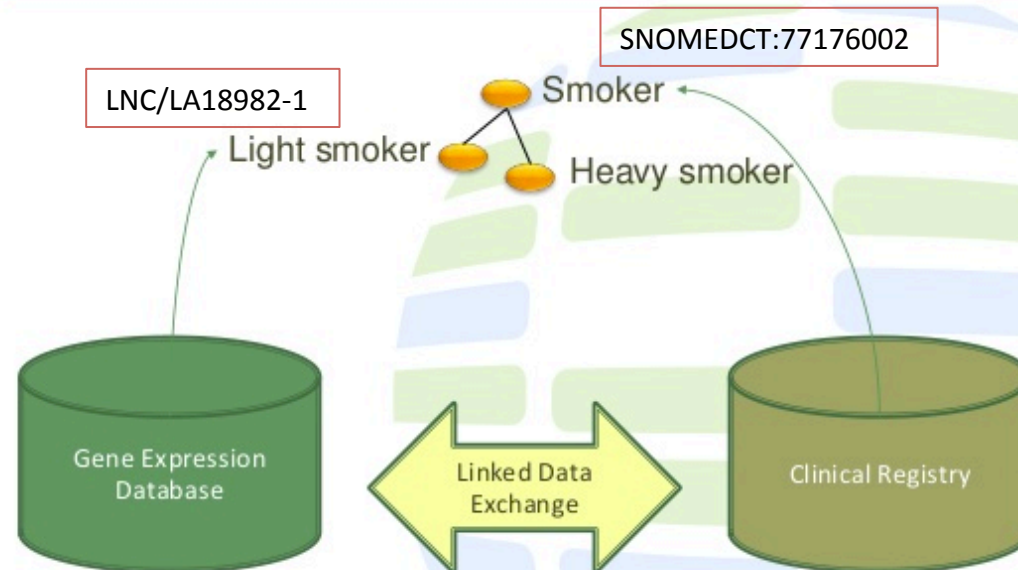 SNOMEDCT:77176002
LNC/LA18982-1
Smoker
Light smoker
Heavy smoker
Gene Expression
Database
Linked Data
Exchange
Clinical Registry